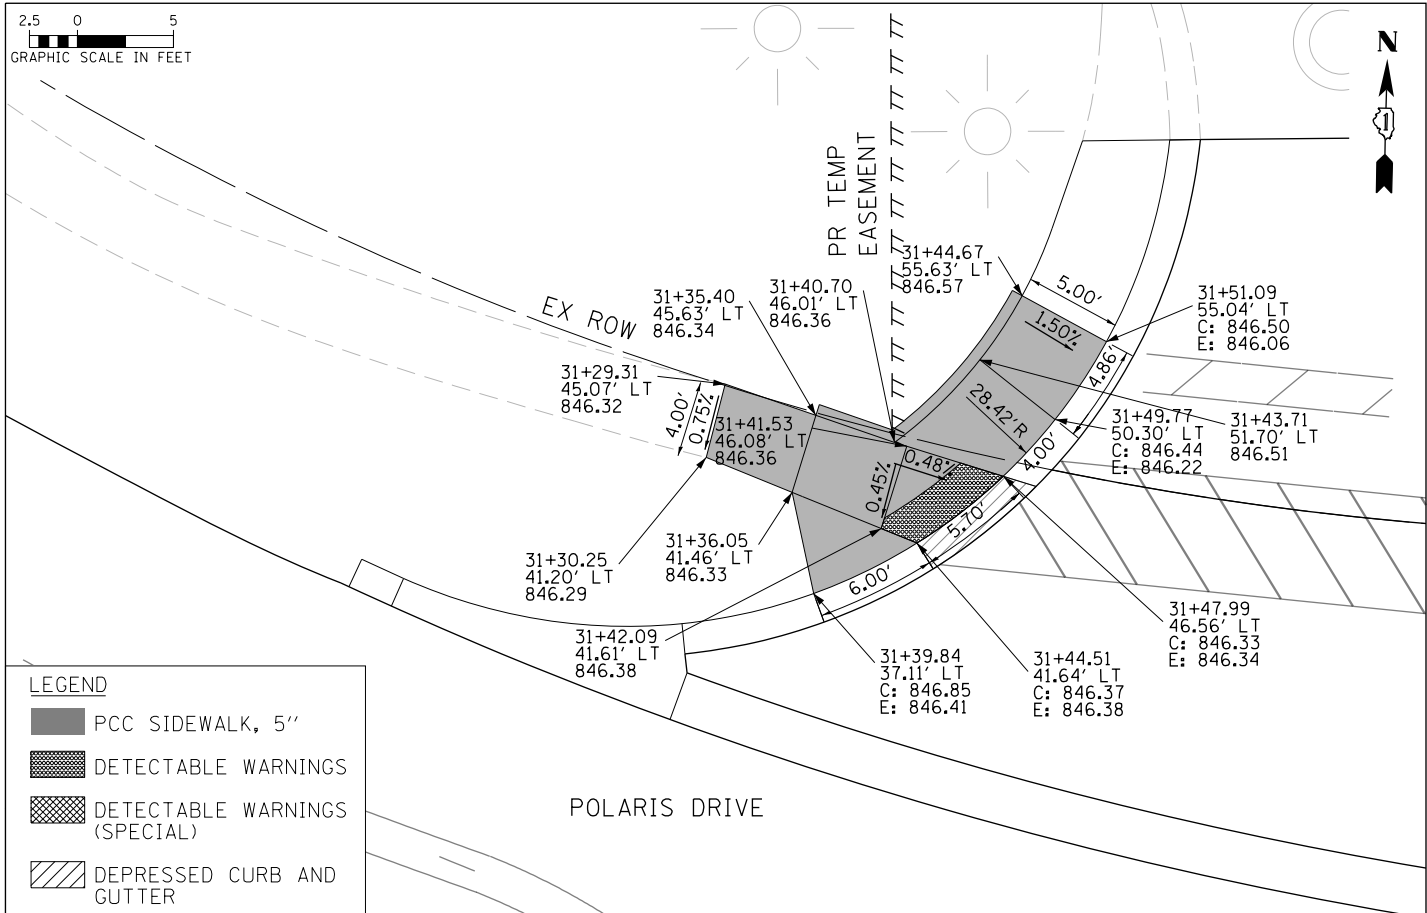 2.5 0 5
GRAPHIC SCALE IN FEET
N
1
PR TEMP
EASEMENT
EX ROW
31+44.67
55.63' LT
846.57
31+40.70
46.01' LT
846.36
31+35.40
45.63' LT
846.34
31+29.31
45.07' LT
846.32
5.00'
1.50%
31+51.09
55.04' LT
C: 846.50
E: 846.06
4.86'
4.00'
0.75%
31+41.53
46.08' LT
846.36
28.42'R
31+49.77
50.30' LT
C: 846.44
E: 846.22
31+43.71
51.70' LT
846.51
4.00'
0.48%
0.45%
5.70'
6.00'
31+30.25
41.20' LT
846.29
31+36.05
41.46' LT
846.33
31+42.09
41.61' LT
846.38
31+39.84
37.11' LT
C: 846.85
E: 846.41
31+44.51
41.64' LT
C: 846.37
E: 846.38
31+47.99
46.56' LT
C: 846.33
E: 846.34
LEGEND
PCC SIDEWALK, 5"
DETECTABLE WARNINGS
DETECTABLE WARNINGS
(SPECIAL)
DEPRESSED CURB AND
GUTTER
POLARIS DRIVE